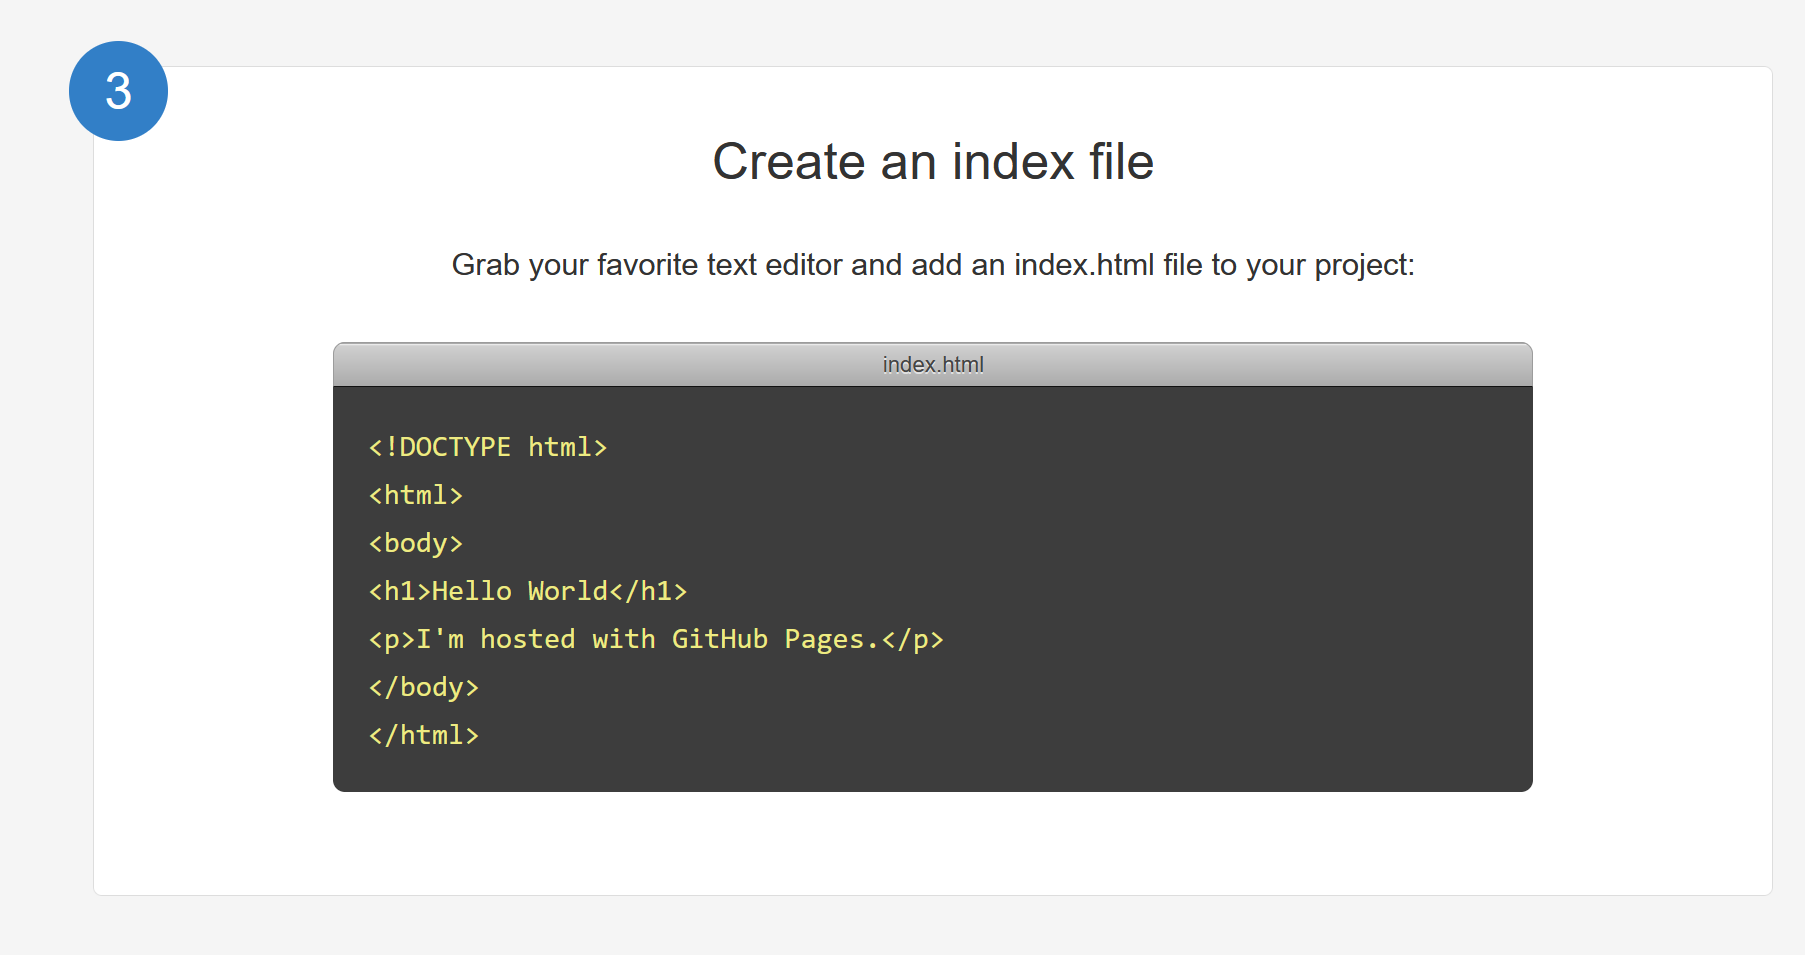 3
Create an index file
Grab your favorite text editor and add an index.html file to your project:
index.html
<!DOCTYPE html>
<html>
<body>
<h1>Hello World</h1>
<p>I'm hosted with GitHub Pages.</p>
</body>
</html>